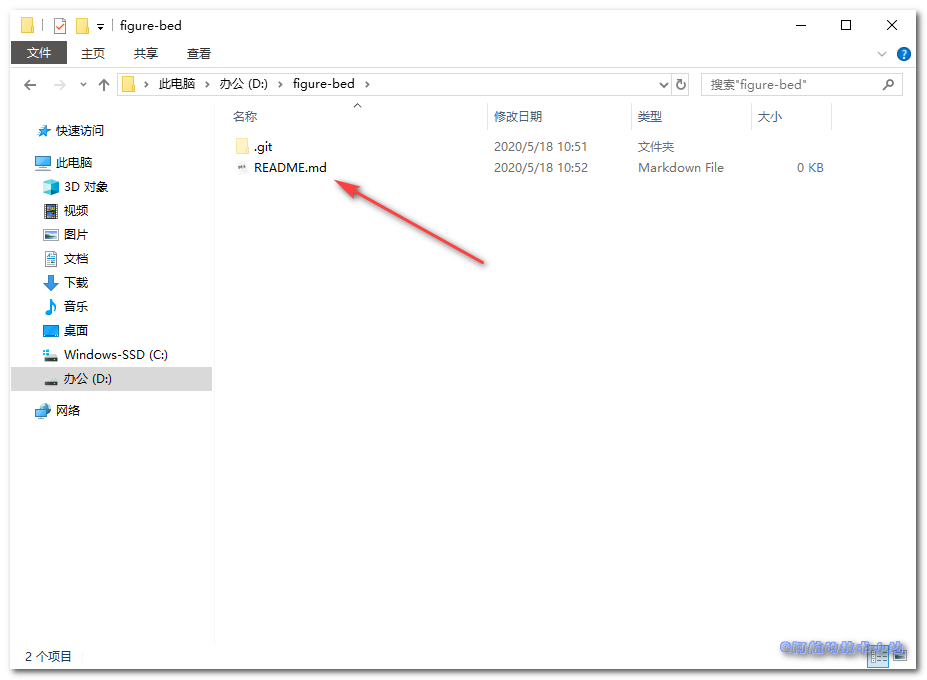 figure-bed
文件 主页 共享 查看
此电脑 办公 (D:) figure-bed 搜索"figure-bed"
名称 修改日期 类型 大小
.git 2020/5/18 10:51 文件夹
README.md 2020/5/18 10:52 Markdown File 0 KB
快速访问
此电脑
3D 对象
视频
图片
文档
下载
音乐
桌面
Windows-SSD (C:)
办公 (D:)
网络
2 个项目